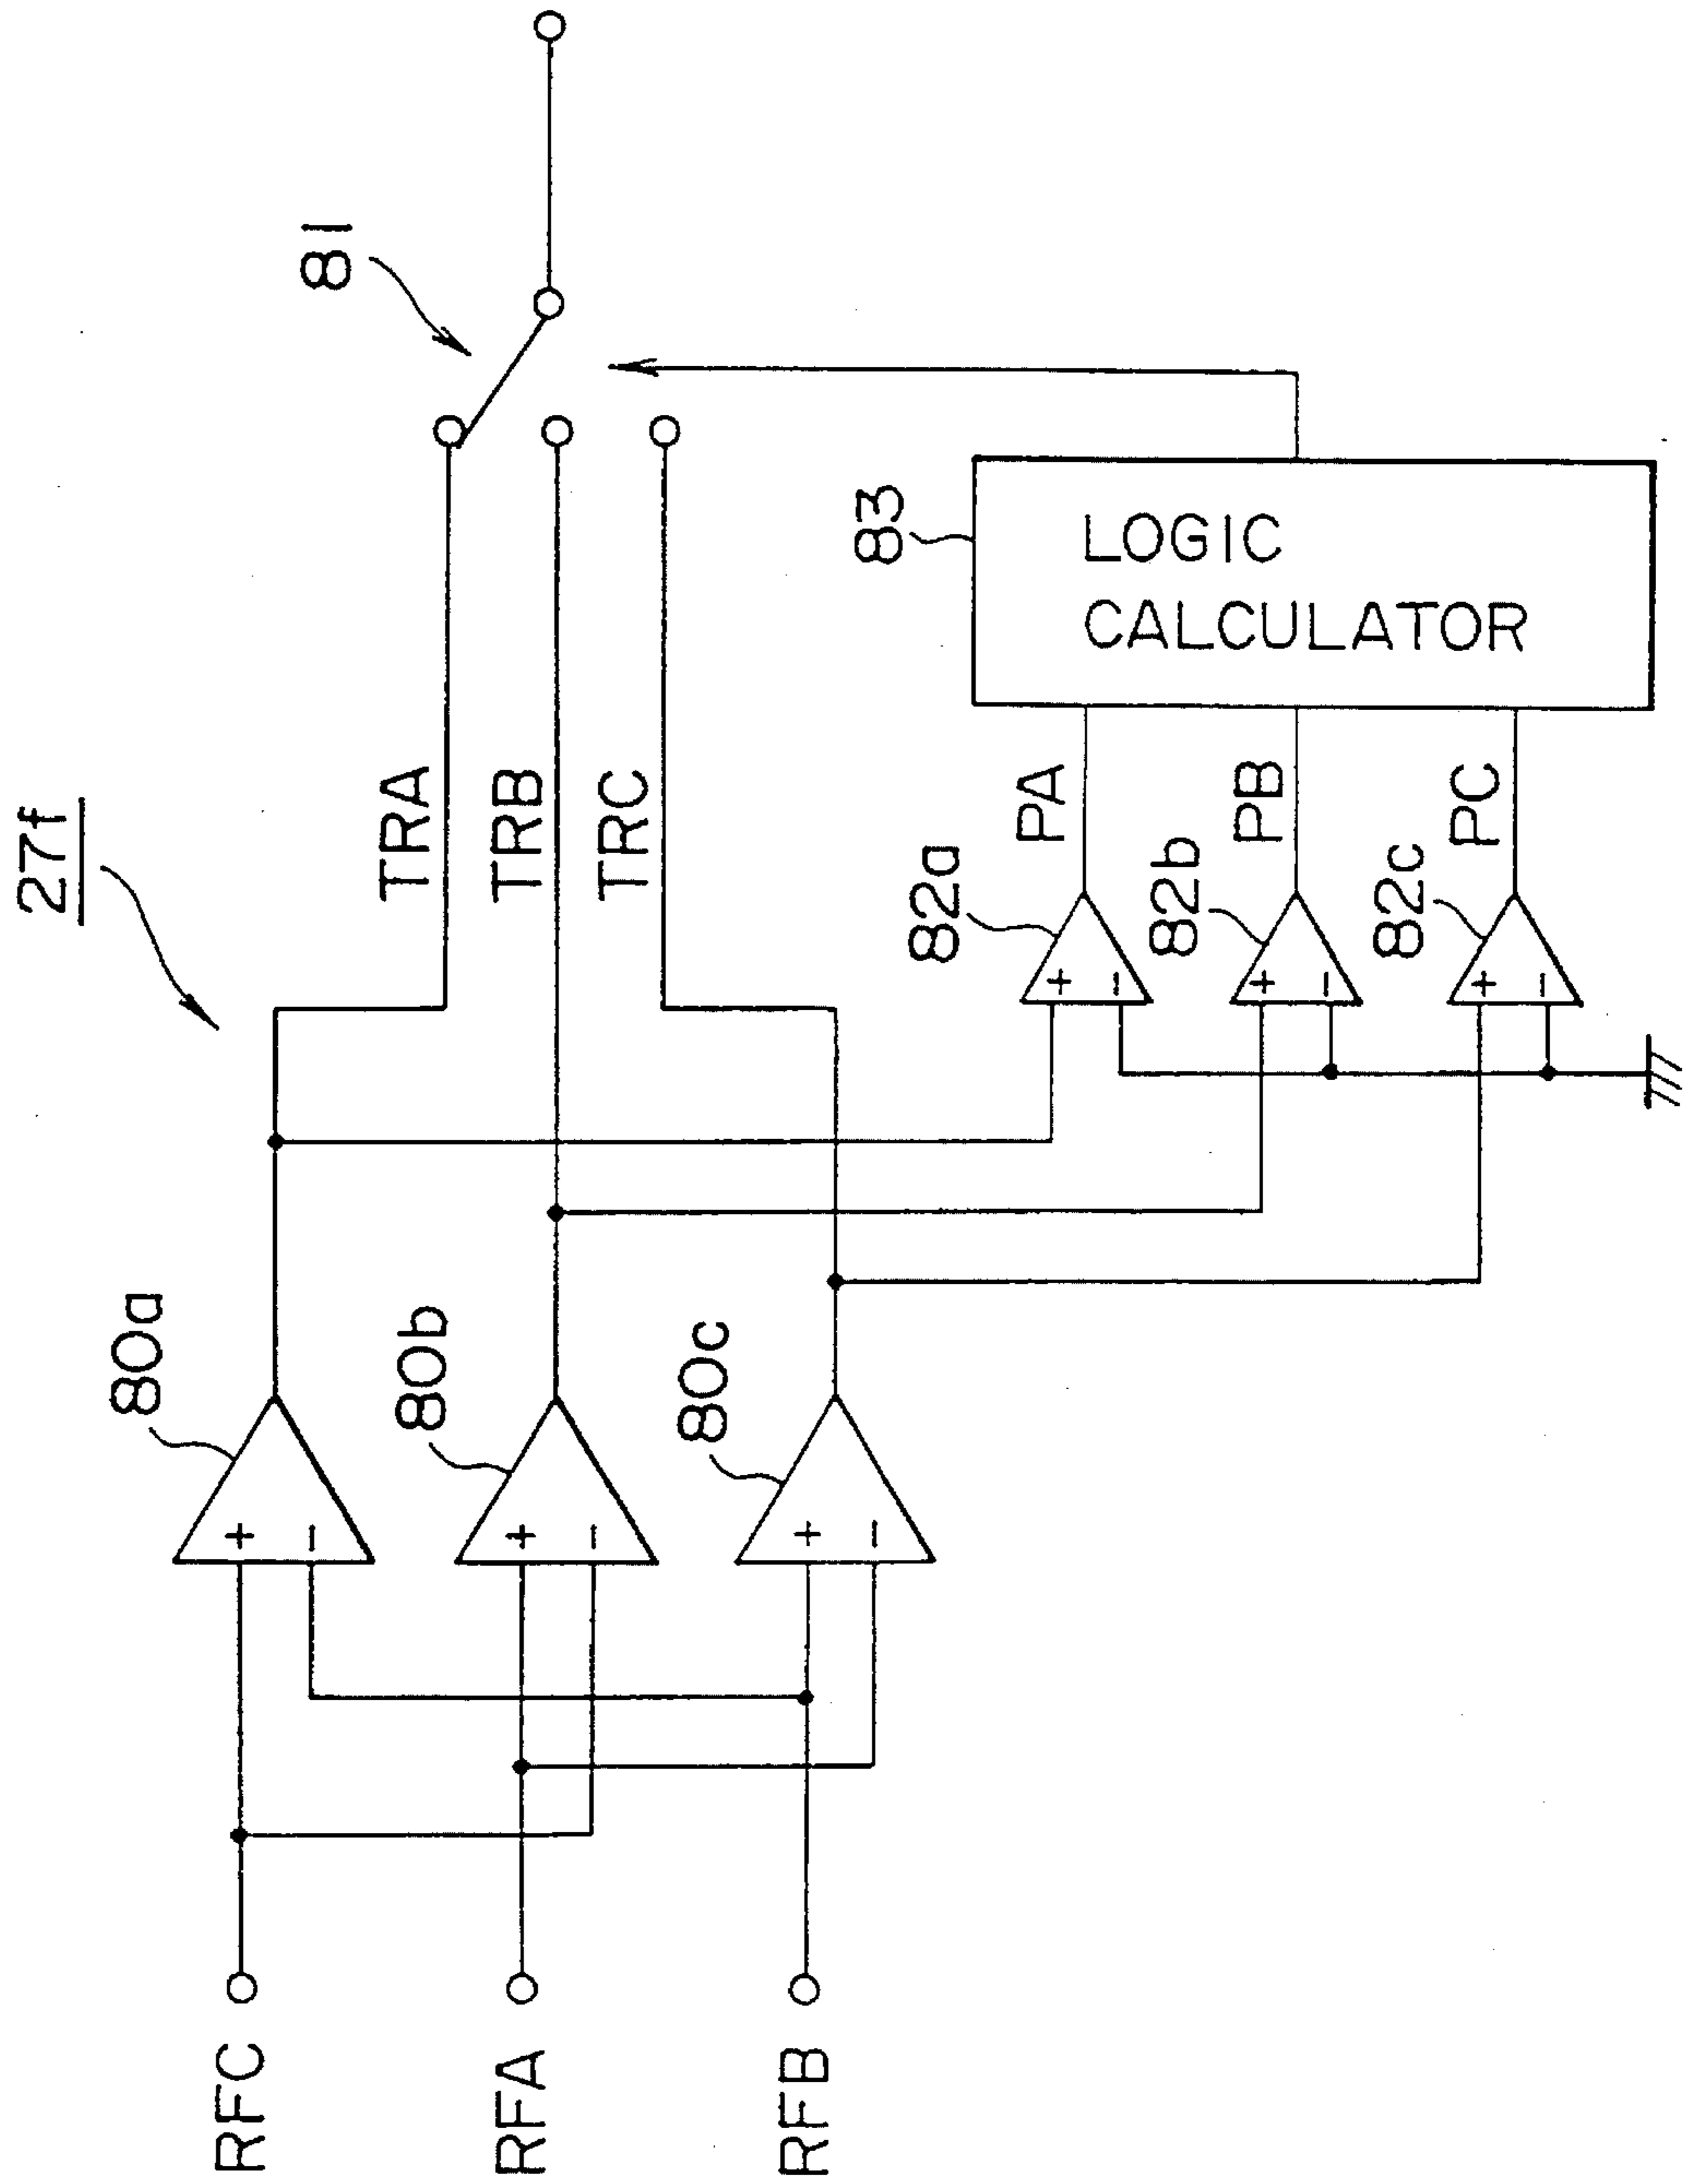 27f
RFC
RFA
RFB
80a
+
−
80b
+
−
80c
+
−
TRA
TRB
TRC
81
82a
+
−
82b
+
−
82c
+
−
PA
PB
PC
83
LOGIC
CALCULATOR